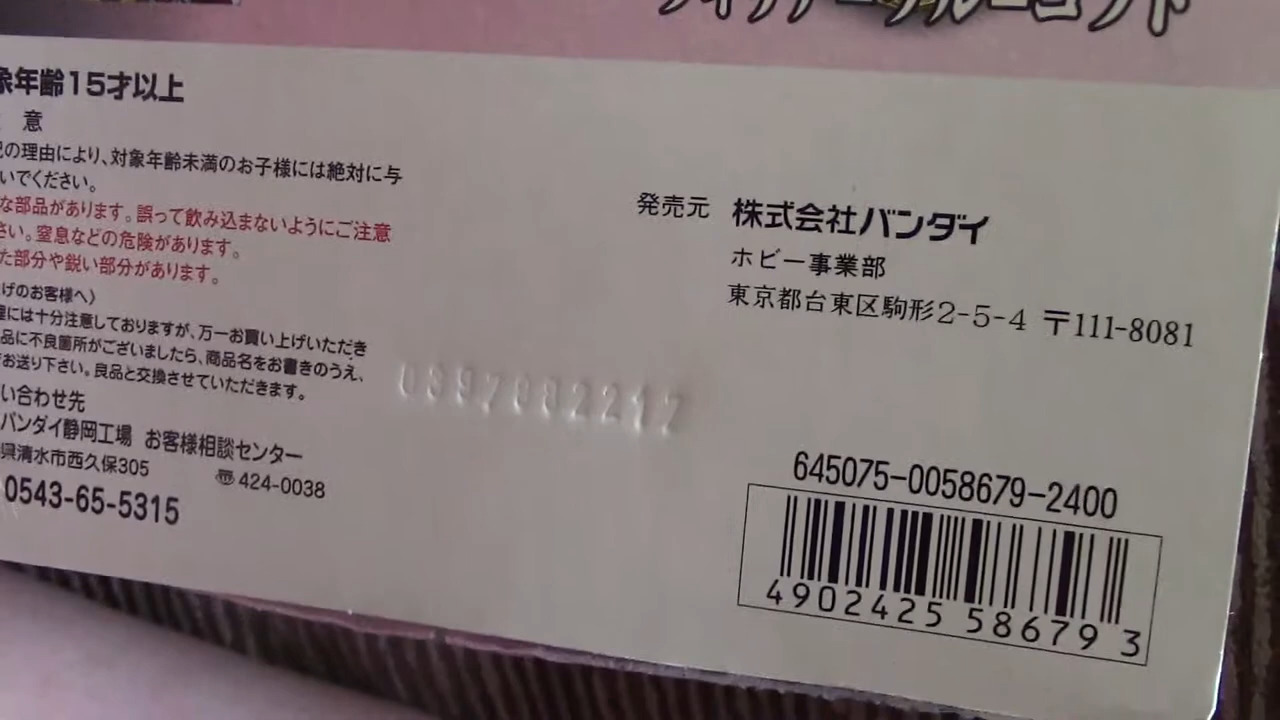 象年齢15才以上
意
の理由により、対象年齢未満のお子様には絶対に与
いでください。
な部品があります。誤って飲み込まないようにご注意
さい。窒息などの危険があります。
た部分や鋭い部分があります。
げのお客様へ〉
には十分注意しておりますが、万一お買い上げいただき
品に不良箇所がございましたら、商品名をお書きのうえ、
お送り下さい。良品と交換させていただきます。
い合わせ先
バンダイ静岡工場 お客様相談センター
県清水市西久保305 〒424-0038
0543-65-5315
発売元 株式会社バンダイ
ホビー事業部
東京都台東区駒形2-5-4 〒111-8081
645075-0058679-2400
4902425 58679 3